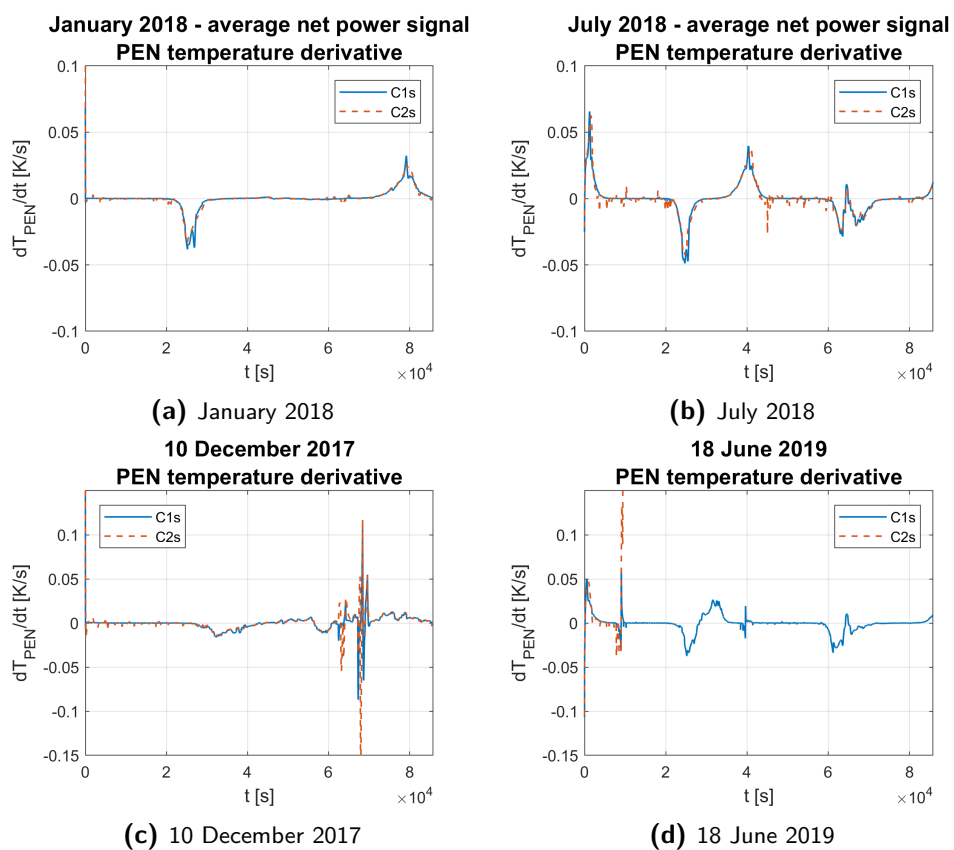 January 2018 - average net power signal
PEN temperature derivative
0.1
0.05
0
-0.05
-0.1
dT_PEN/dt [K/s]
C1s
C2s
0 2 4 6 8
t [s]
×10^4
(a) January 2018
July 2018 - average net power signal
PEN temperature derivative
0.1
0.05
0
-0.05
-0.1
dT_PEN/dt [K/s]
C1s
C2s
0 2 4 6 8
t [s]
×10^4
(b) July 2018
10 December 2017
PEN temperature derivative
0.1
0.05
0
-0.05
-0.1
-0.15
dT_PEN/dt [K/s]
C1s
C2s
0 2 4 6 8
t [s]
×10^4
(c) 10 December 2017
18 June 2019
PEN temperature derivative
0.1
0.05
0
-0.05
-0.1
-0.15
dT_PEN/dt [K/s]
C1s
C2s
0 2 4 6 8
t [s]
×10^4
(d) 18 June 2019